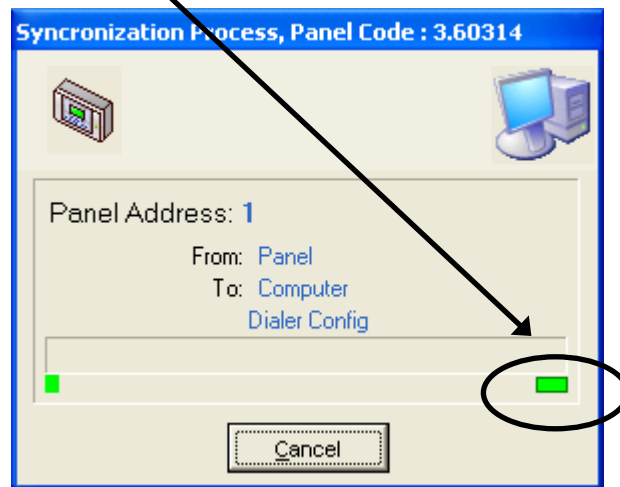 Syncronization Process, Panel Code : 3.60314
Panel Address: 1
From: Panel
To: Computer
Dialer Config
Cancel